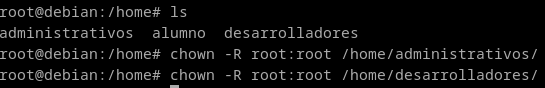 root@debian:/home# ls
administrativos  alumno  desarrolladores
root@debian:/home# chown -R root:root /home/administrativos/
root@debian:/home# chown -R root:root /home/desarrolladores/